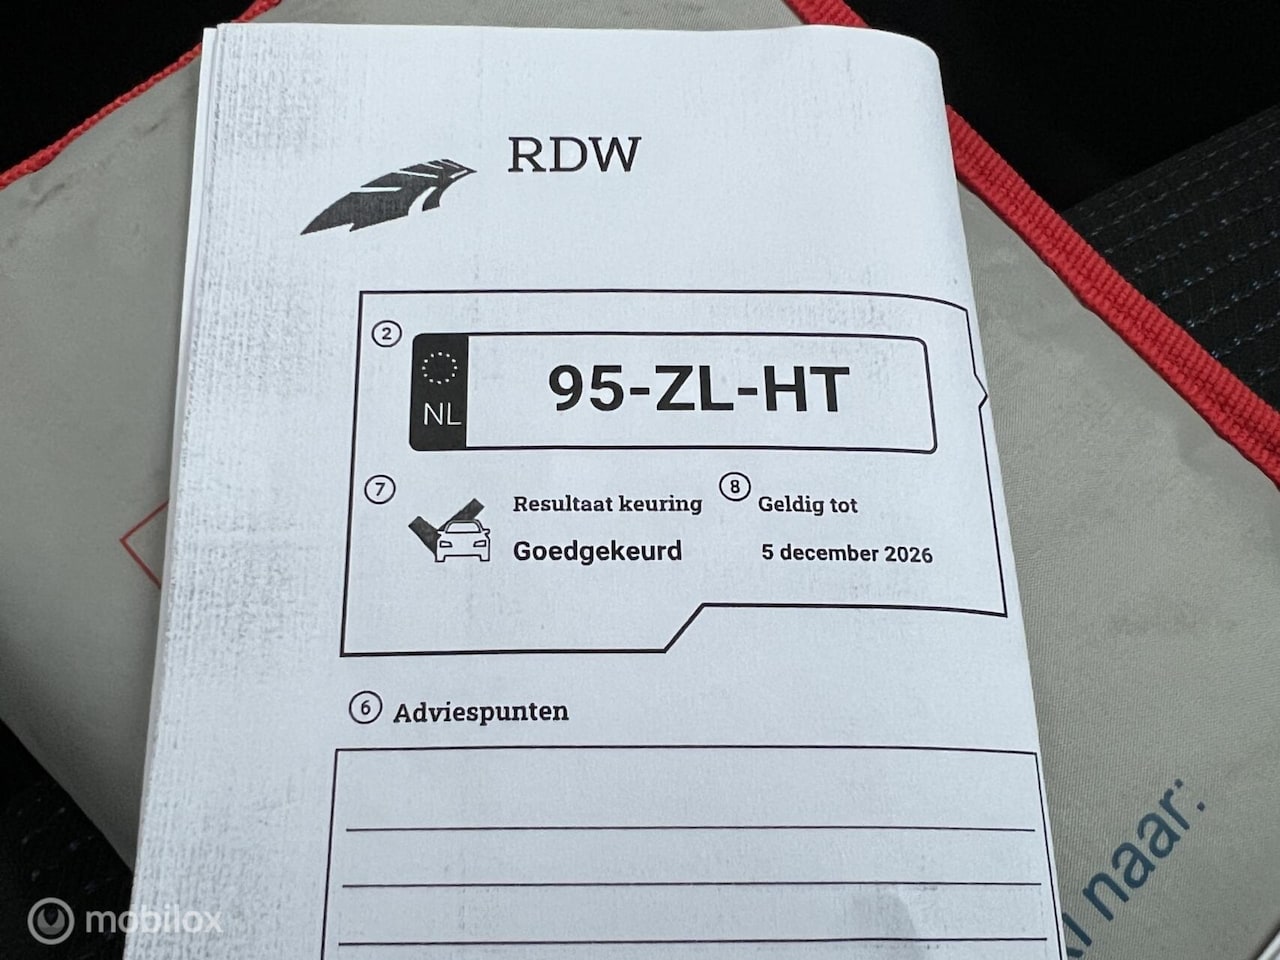 RDW
2
NL
95-ZL-HT
7
Resultaat keuring
8
Geldig tot
Goedgekeurd
5 december 2026
6
Adviespunten
naar:
mobilox